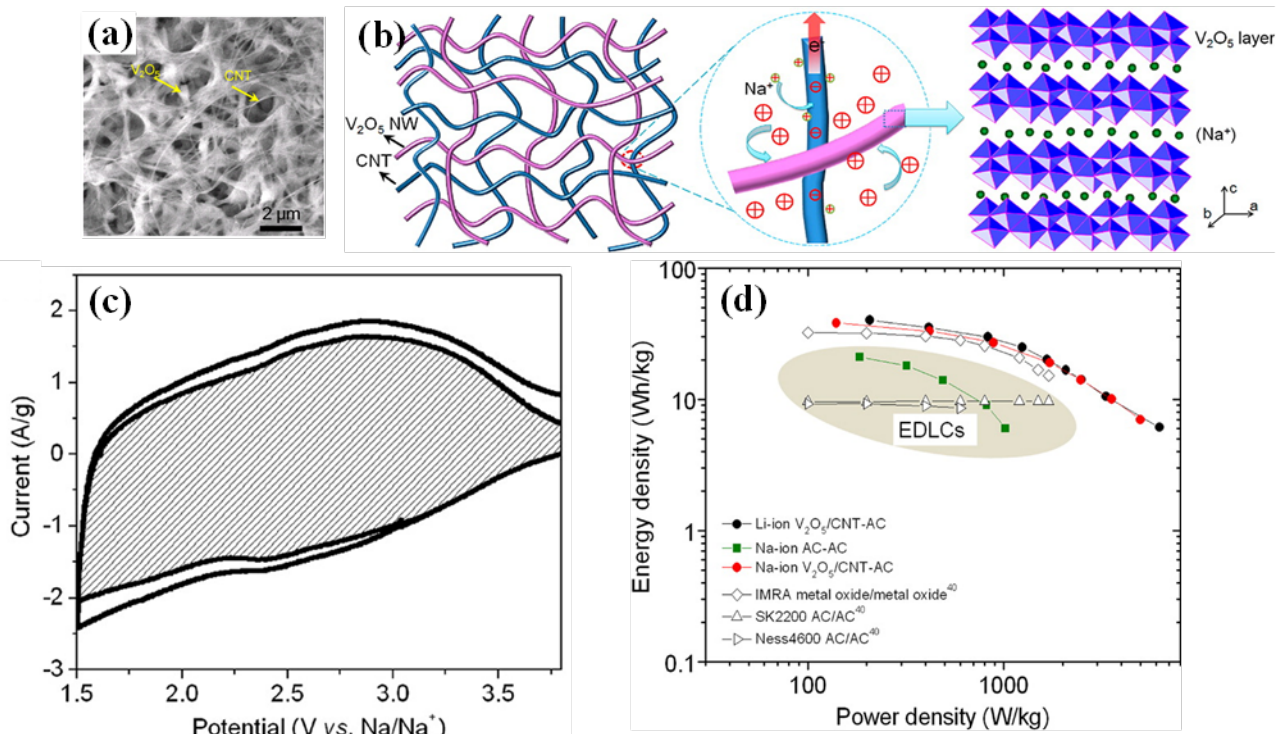 (a)
V₂O₅
CNT
2 μm
(b)
V₂O₅ NW
CNT
Na⁺
V₂O₅ layer
(Na⁺)
c
b
a
(c)
Current (A/g)
2
1
0
-1
-2
-3
1.5 2.0 2.5 3.0 3.5
Potential (V vs. Na/Na⁺)
(d)
Energy density (Wh/kg)
100
10
1
0.1
EDLCs
Li-ion V₂O₅/CNT-AC
Na-ion AC-AC
Na-ion V₂O₅/CNT-AC
IMRA metal oxide/metal oxide⁴⁰
SK2200 AC/AC⁴⁰
Ness4600 AC/AC⁴⁰
100 1000
Power density (W/kg)